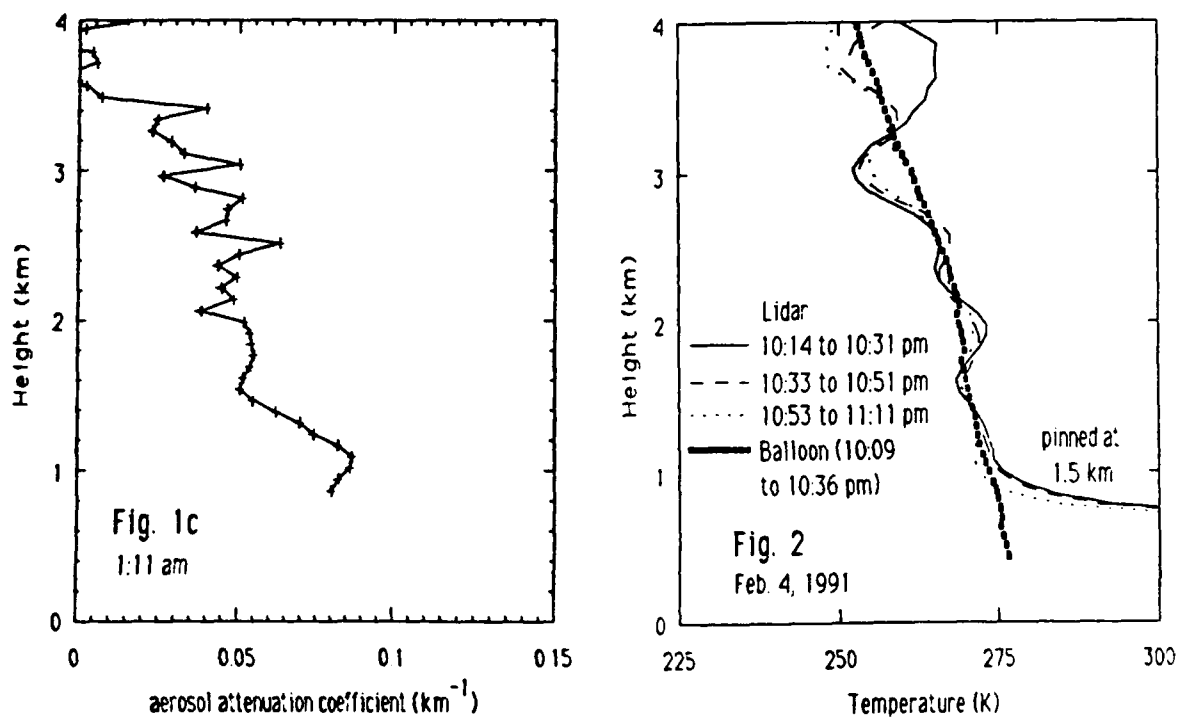 4
3
2
1
0
Height (km)
Fig. 1c
1:11 am
0
0.05
0.1
0.15
aerosol attenuation coefficient (km⁻¹)
4
3
2
1
0
Height (km)
Lidar
10:14 to 10:31 pm
10:33 to 10:51 pm
10:53 to 11:11 pm
Balloon (10:09
to 10:36 pm)
pinned at
1.5 km
Fig. 2
Feb. 4, 1991
225
250
275
300
Temperature (K)